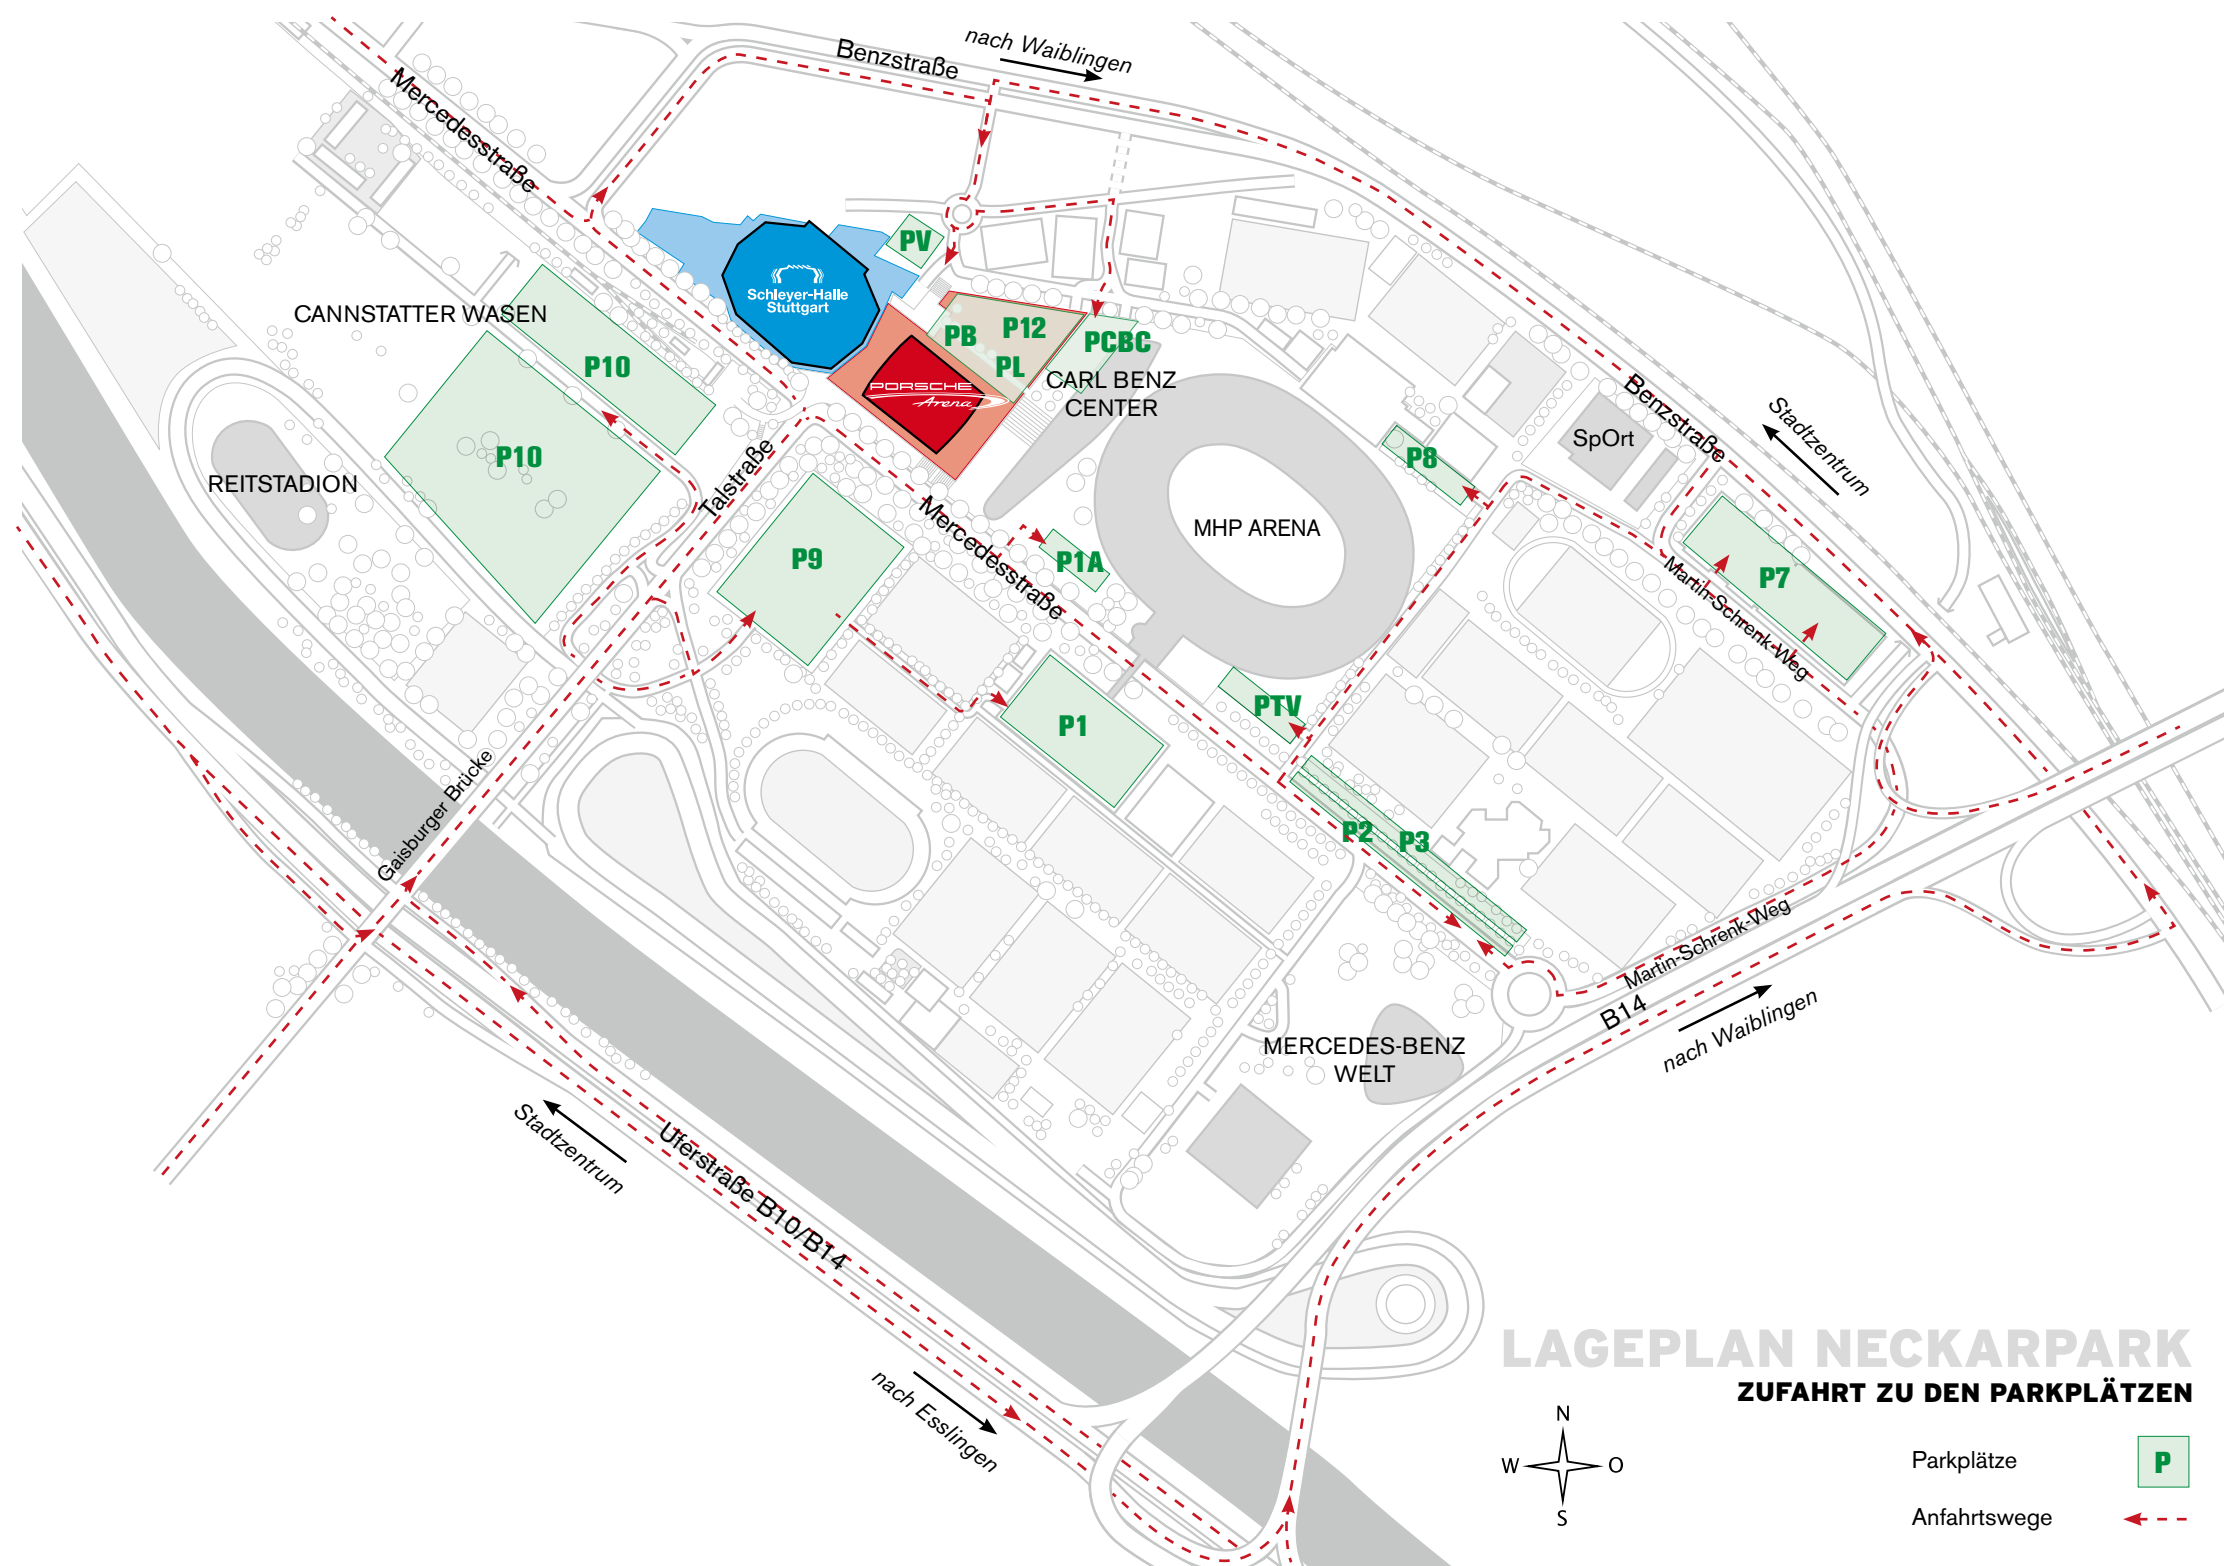 nach Waiblingen
Benzstraße
Mercedesstraße
PV
Schleyer-Halle
Stuttgart
CANNSTATTER WASEN
PB
P12
PCBC
PL
P10
PORSCHE
Arena
CARL BENZ
CENTER
Benzstraße
Stadtzentrum
SpOrt
P10
P8
REITSTADION
Talstraße
Mercedesstraße
MHP ARENA
P9
P1A
P7
Martin-Schrenk-Weg
PTV
P1
Gaisburger Brücke
P2
P3
Martin-Schrenk-Weg
B14
nach Waiblingen
MERCEDES-BENZ
WELT
Stadtzentrum
Uferstraße B10/B14
nach Esslingen
LAGEPLAN NECKARPARK
ZUFAHRT ZU DEN PARKPLÄTZEN
N
W
O
S
Parkplätze
P
Anfahrtswege